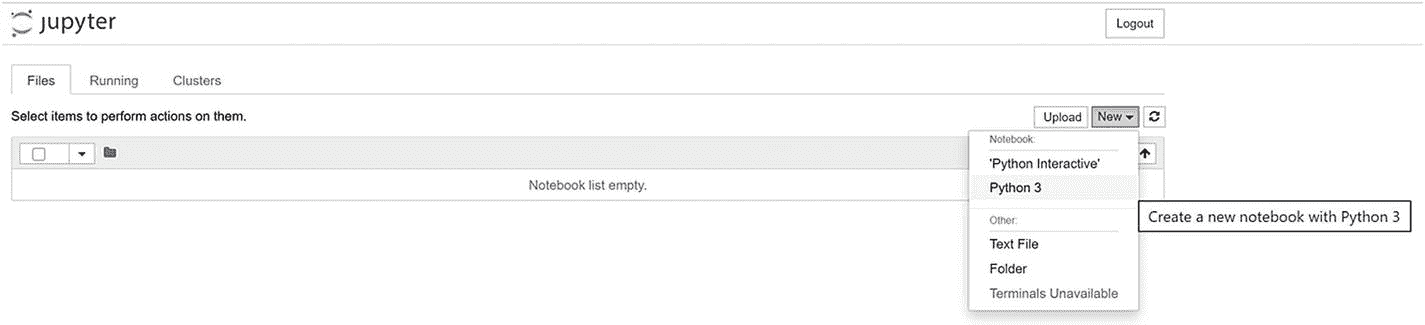 jupyter
Logout
Files Running Clusters
Select items to perform actions on them.
Upload New
Notebook list empty.
Notebook:
'Python Interactive'
Python 3
Create a new notebook with Python 3
Other:
Text File
Folder
Terminals Unavailable